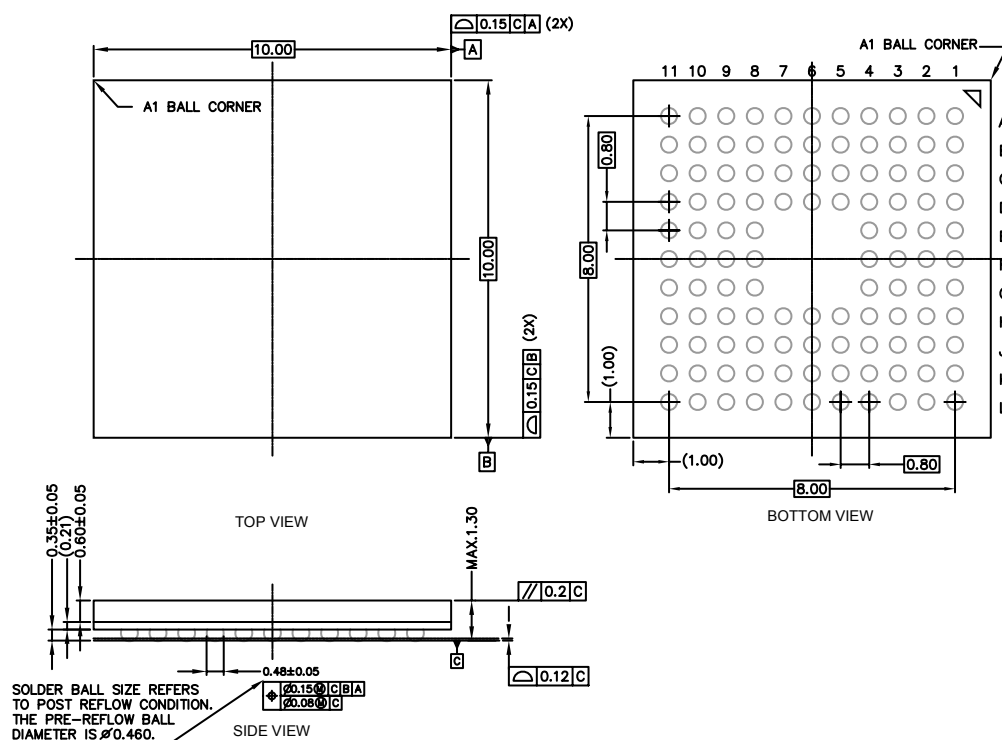 ⌓ 0.15 C A (2X)
10.00
A
A1 BALL CORNER
10.00
⌓ 0.15 C B (2X)
B
TOP VIEW
A1 BALL CORNER
11 10 9 8 7 6 5 4 3 2 1
0.80
8.00
(1.00)
(1.00)
0.80
8.00
BOTTOM VIEW
0.35±0.05
(0.21)
0.60±0.05
MAX.1.30
// 0.2 C
C
⌓ 0.12 C
0.48±0.05
⌖ Ø0.15Ⓜ C B A
Ø0.08Ⓜ C
SOLDER BALL SIZE REFERS
TO POST REFLOW CONDITION.
THE PRE-REFLOW BALL
DIAMETER IS Ø0.460.
SIDE VIEW